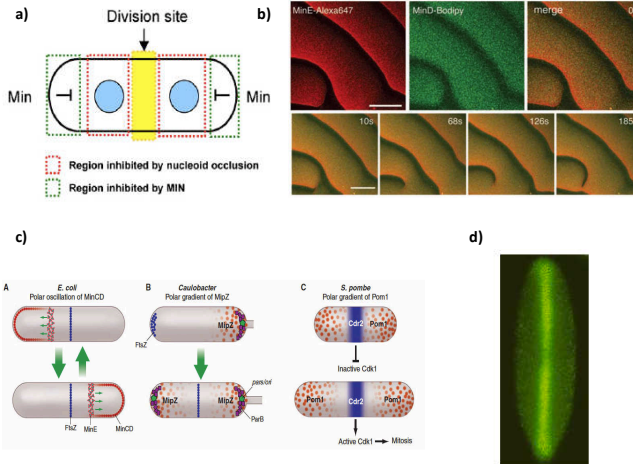 a)
Division site
Min
Min
Region inhibited by nucleoid occlusion
Region inhibited by MIN
b)
MinE-Alexa647
MinD-Bodipy
merge
0
10s
68s
126s
185
c)
A
E. coli
Polar oscillation of MinCD
FtsZ
MinE
MinCD
B
Caulobacter
Polar gradient of MipZ
MipZ
FtsZ
MipZ
MipZ
pars/ori
ParB
C
S. pombe
Polar gradient of Pom1
Cdr2
Pom1
Inactive Cdk1
Pom1
Pom1
Active Cdk1
Mitosis
d)